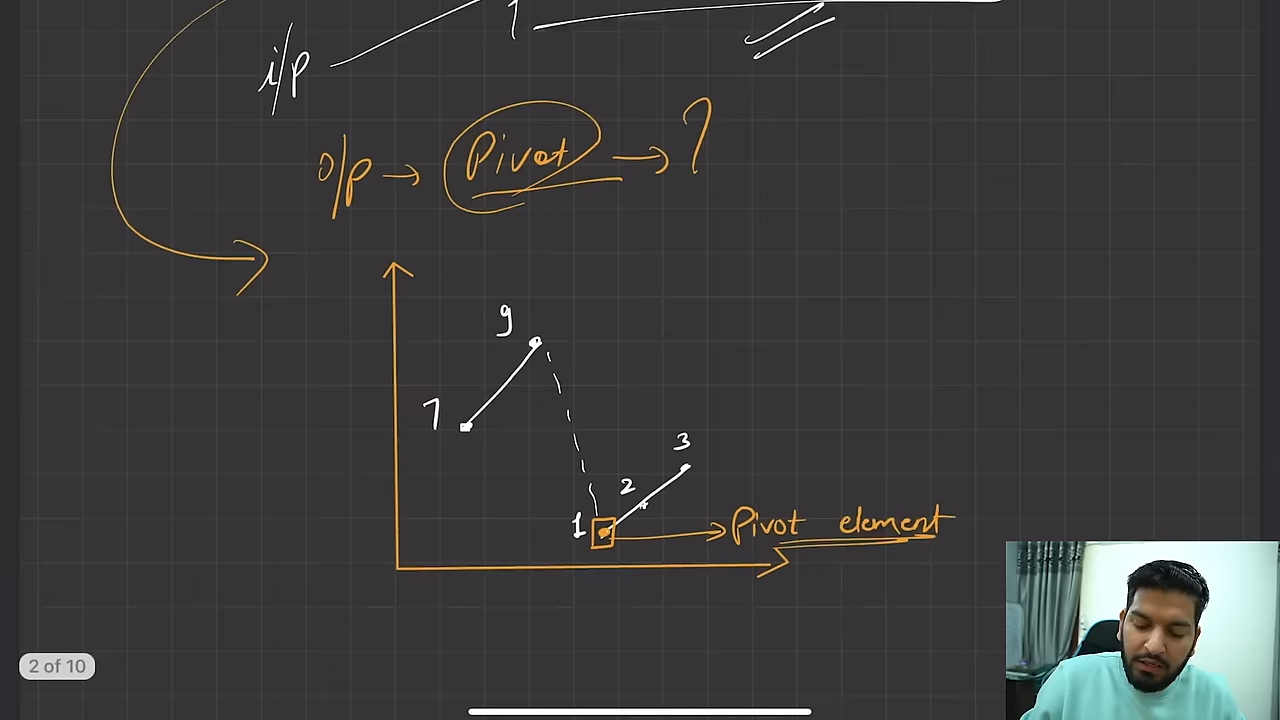 i/p
o/p → Pivot → ?
9
7
3
2
1
Pivot element
2 of 10